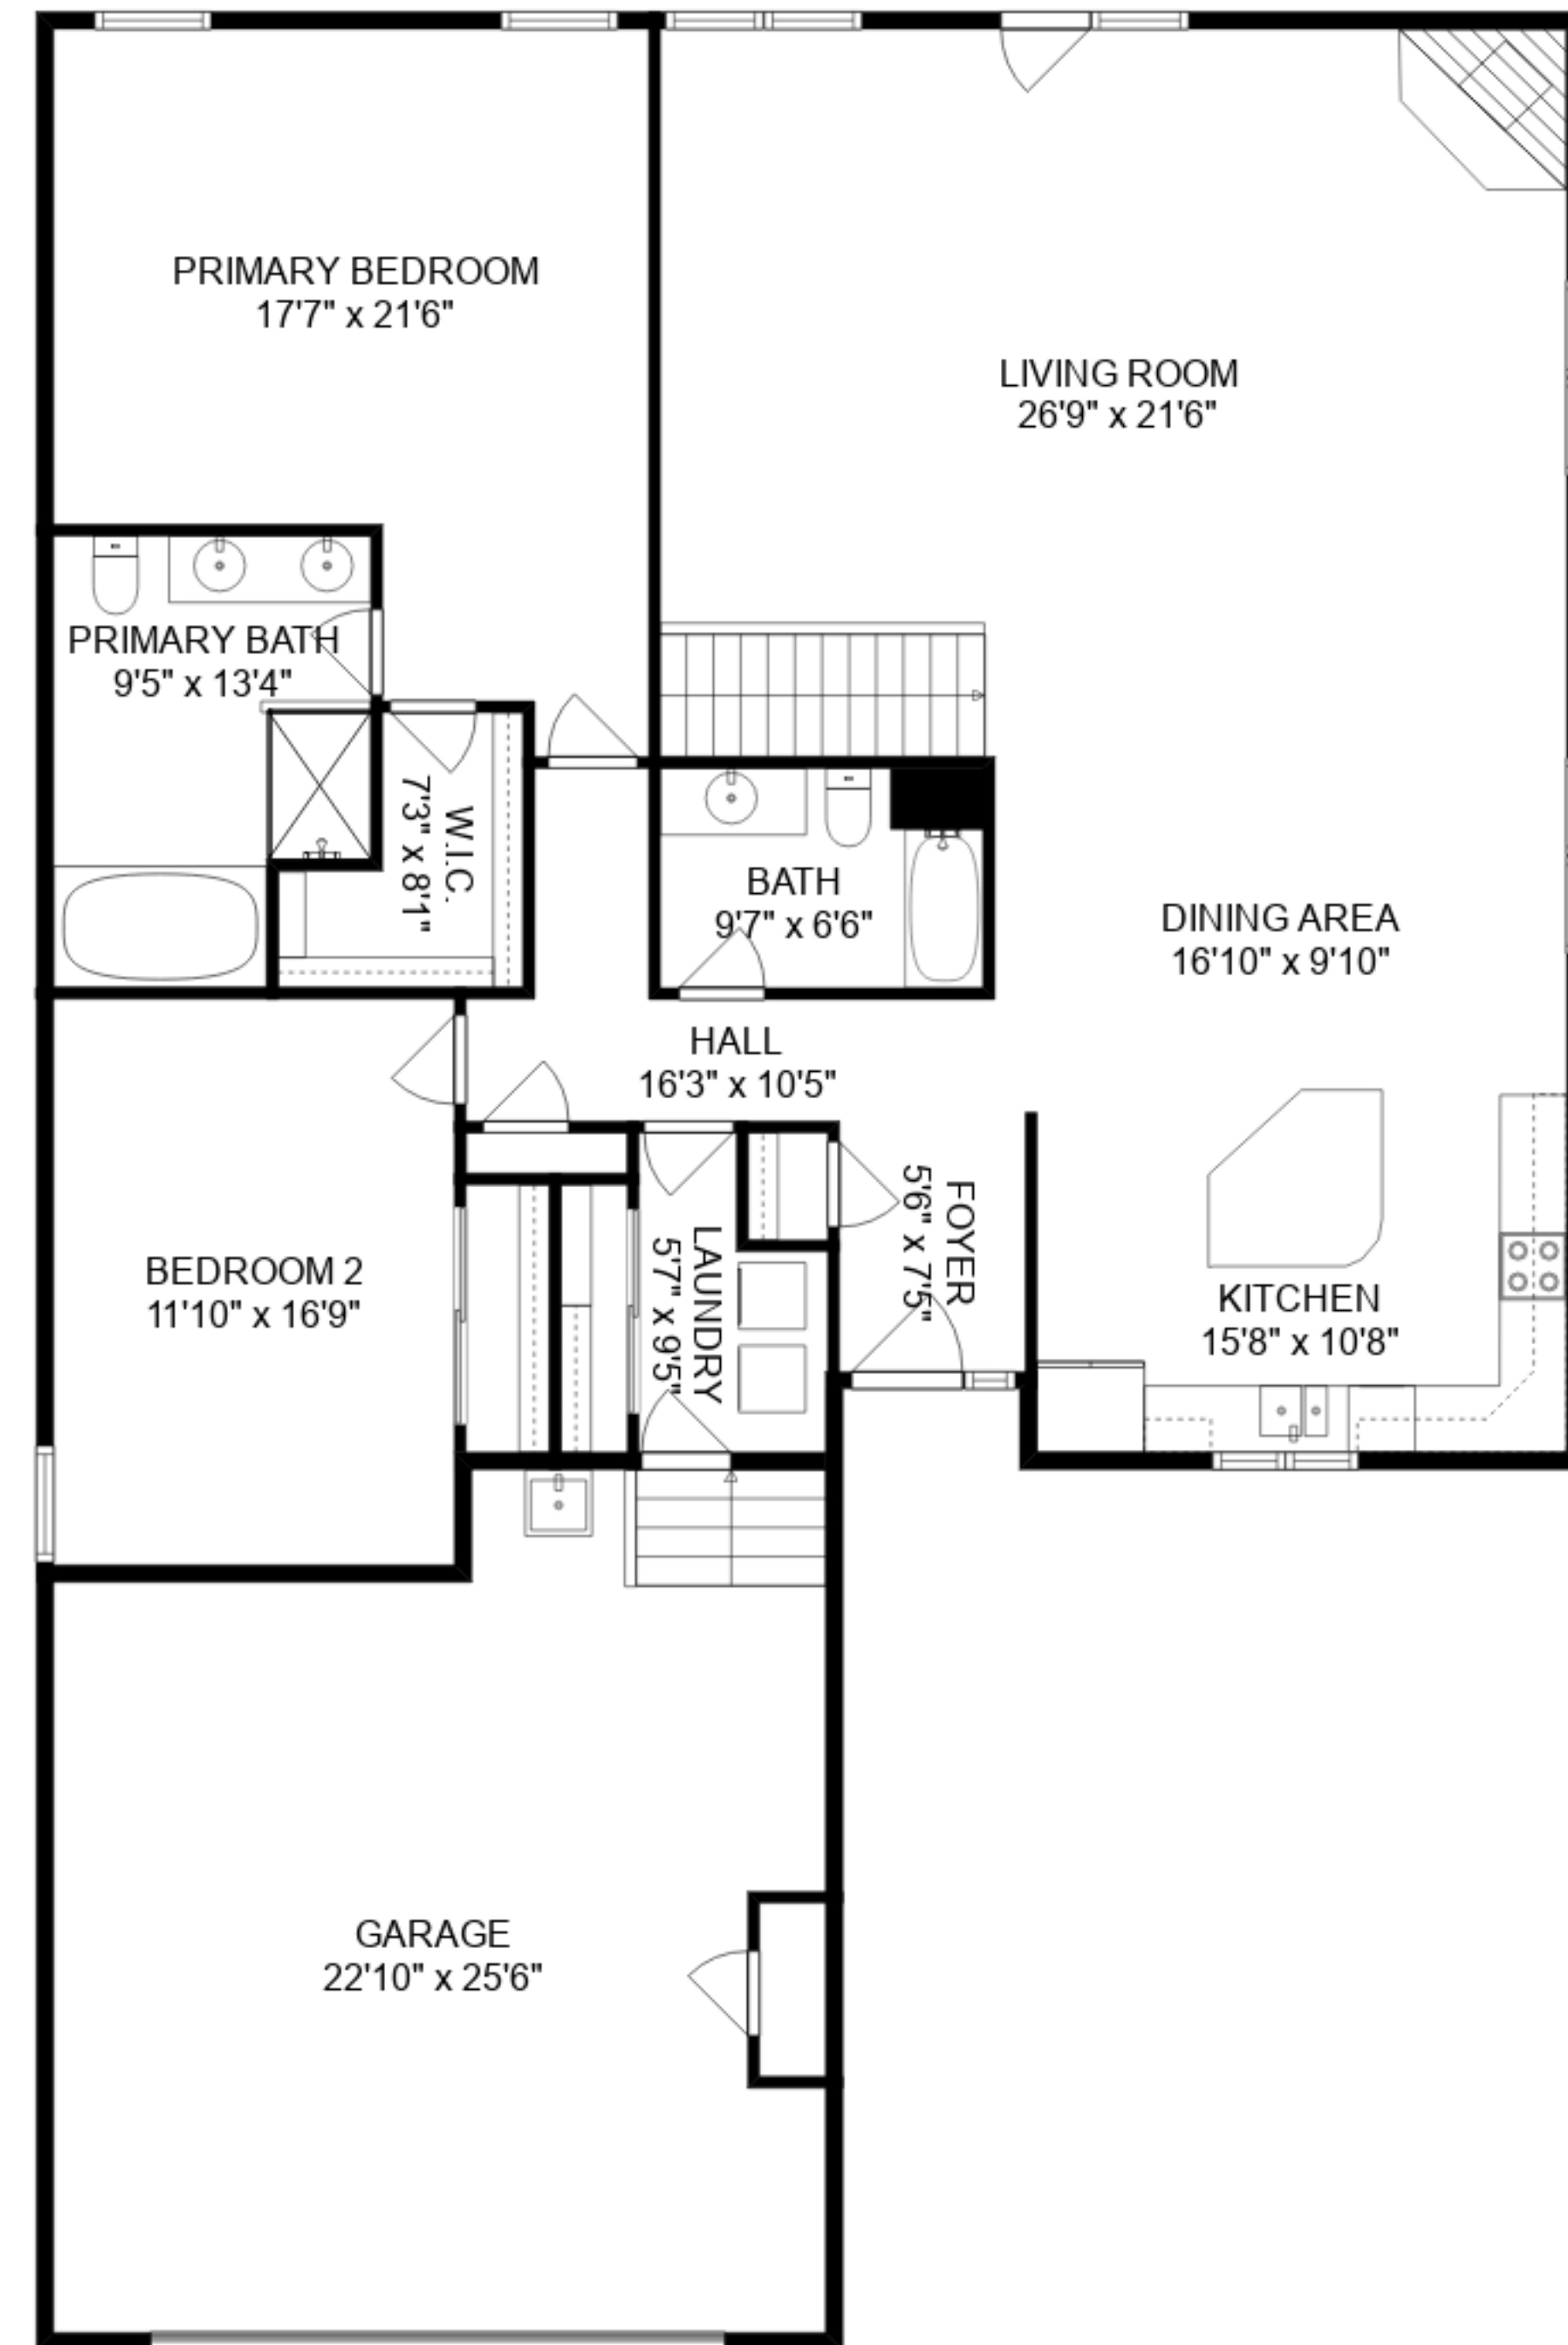 PRIMARY BEDROOM
17'7" x 21'6"
LIVING ROOM
26'9" x 21'6"
PRIMARY BATH
9'5" x 13'4"
W.I.C.
7'3" x 8'1"
BATH
9'7" x 6'6"
DINING AREA
16'10" x 9'10"
HALL
16'3" x 10'5"
FOYER
5'6" x 7'5"
LAUNDRY
5'7" x 9'5"
BEDROOM 2
11'10" x 16'9"
KITCHEN
15'8" x 10'8"
GARAGE
22'10" x 25'6"